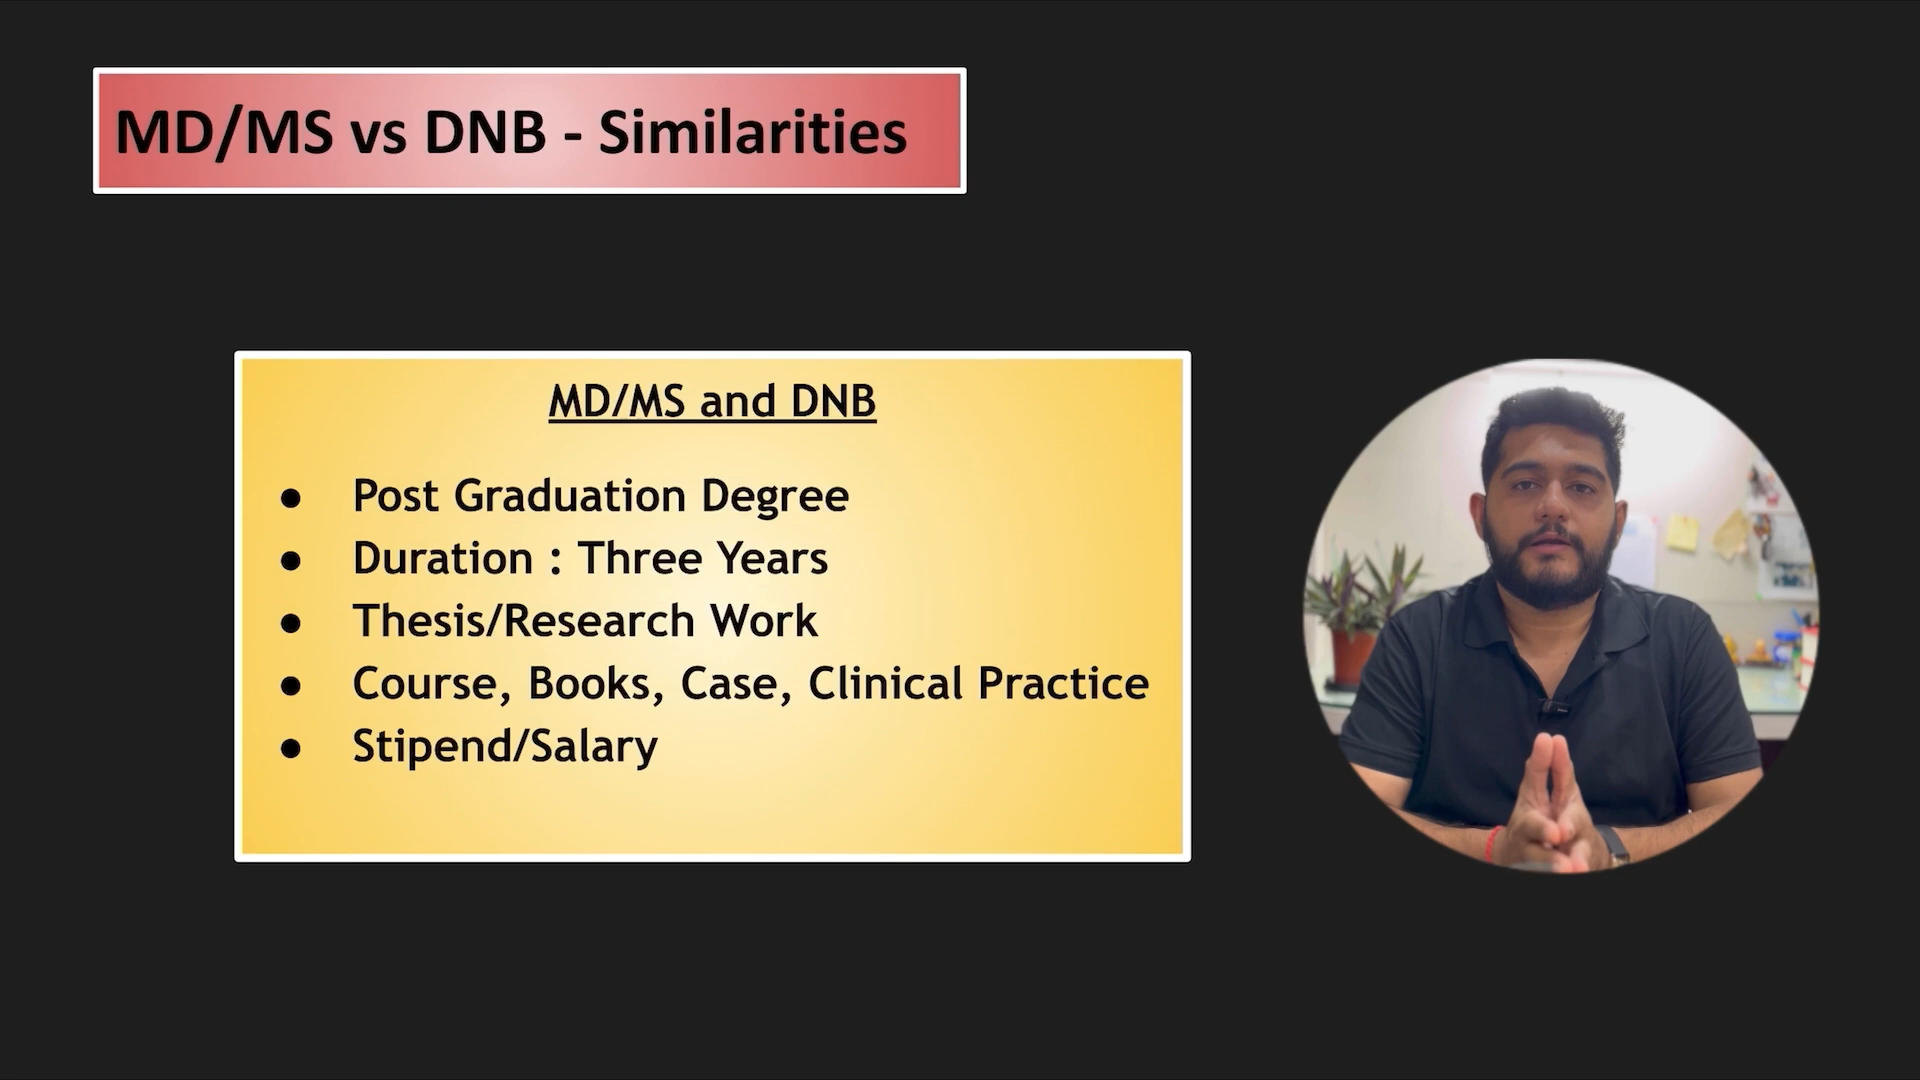 MD/MS vs DNB - Similarities
MD/MS and DNB
● Post Graduation Degree
● Duration : Three Years
● Thesis/Research Work
● Course, Books, Case, Clinical Practice
● Stipend/Salary